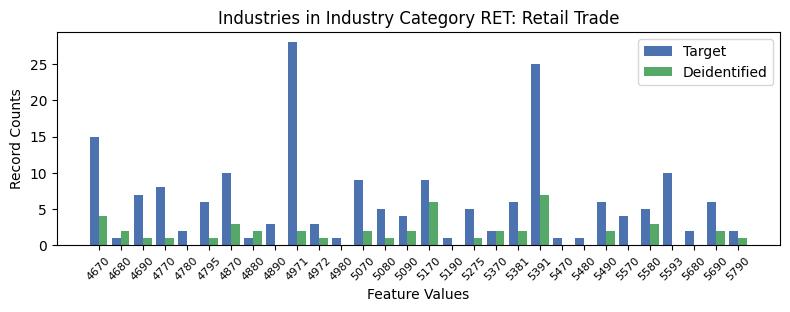 Industries in Industry Category RET: Retail Trade
Target
Deidentified
Record Counts
25
20
15
10
5
0
4670 4680 4690 4770 4780 4795 4870 4880 4890 4971 4972 4980 5070 5080 5090 5170 5190 5275 5370 5381 5391 5470 5480 5490 5570 5580 5593 5680 5690 5790
Feature Values